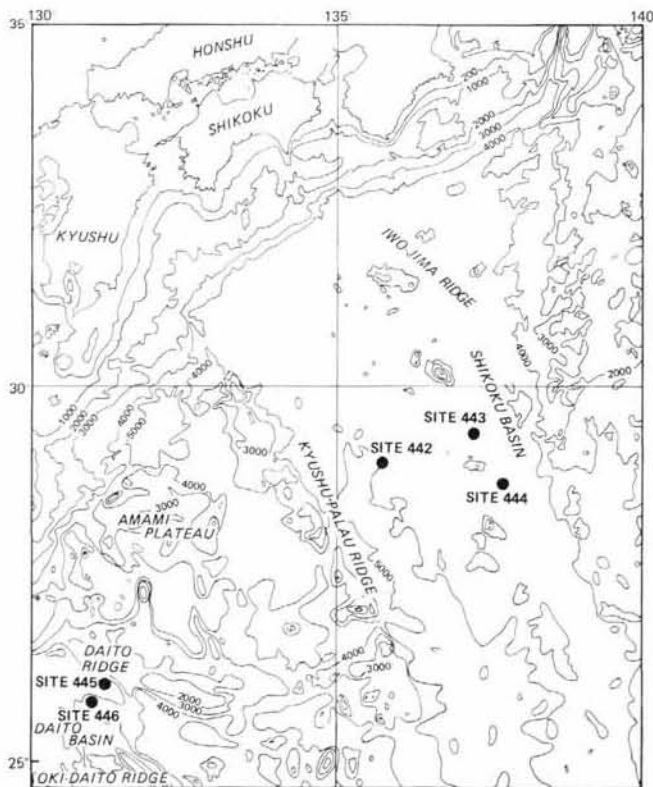 130
135
140
35
HONSHU
200
1000
SHIKOKU
2000
3000
4000
KYUSHU
IWO JIMA RIDGE
3000
4000
30
2000
SHIKOKU BASIN
4000
1000
2000
3000
4000
5000
3000
SITE 443
SITE 442
SITE 444
KYUSHU-PALAU RIDGE
4000
3000
AMAMI
PLATEAU
5000
DAITO
RIDGE
4000
3000
SITE 445
2000
4000
3000
SITE 446
DAITO
BASIN
25°
OKI-DAITO RIDGE